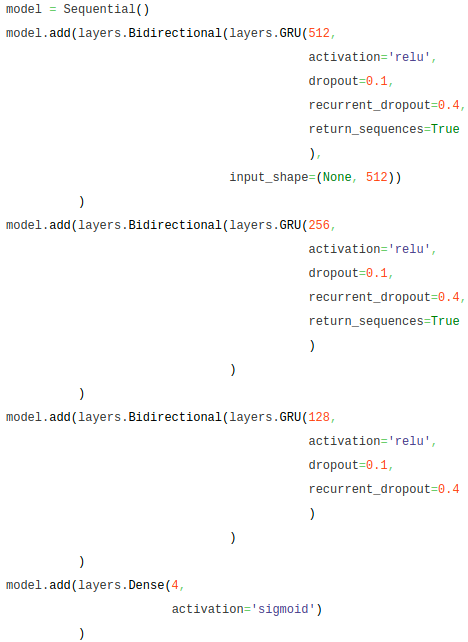 model = Sequential()
model.add(layers.Bidirectional(layers.GRU(512,
                                          activation='relu',
                                          dropout=0.1,
                                          recurrent_dropout=0.4,
                                          return_sequences=True
                                          ),
                               input_shape=(None, 512))
          )
model.add(layers.Bidirectional(layers.GRU(256,
                                          activation='relu',
                                          dropout=0.1,
                                          recurrent_dropout=0.4,
                                          return_sequences=True
                                          )
                               )
          )
model.add(layers.Bidirectional(layers.GRU(128,
                                          activation='relu',
                                          dropout=0.1,
                                          recurrent_dropout=0.4
                                          )
                               )
          )
model.add(layers.Dense(4,
                       activation='sigmoid')
          )